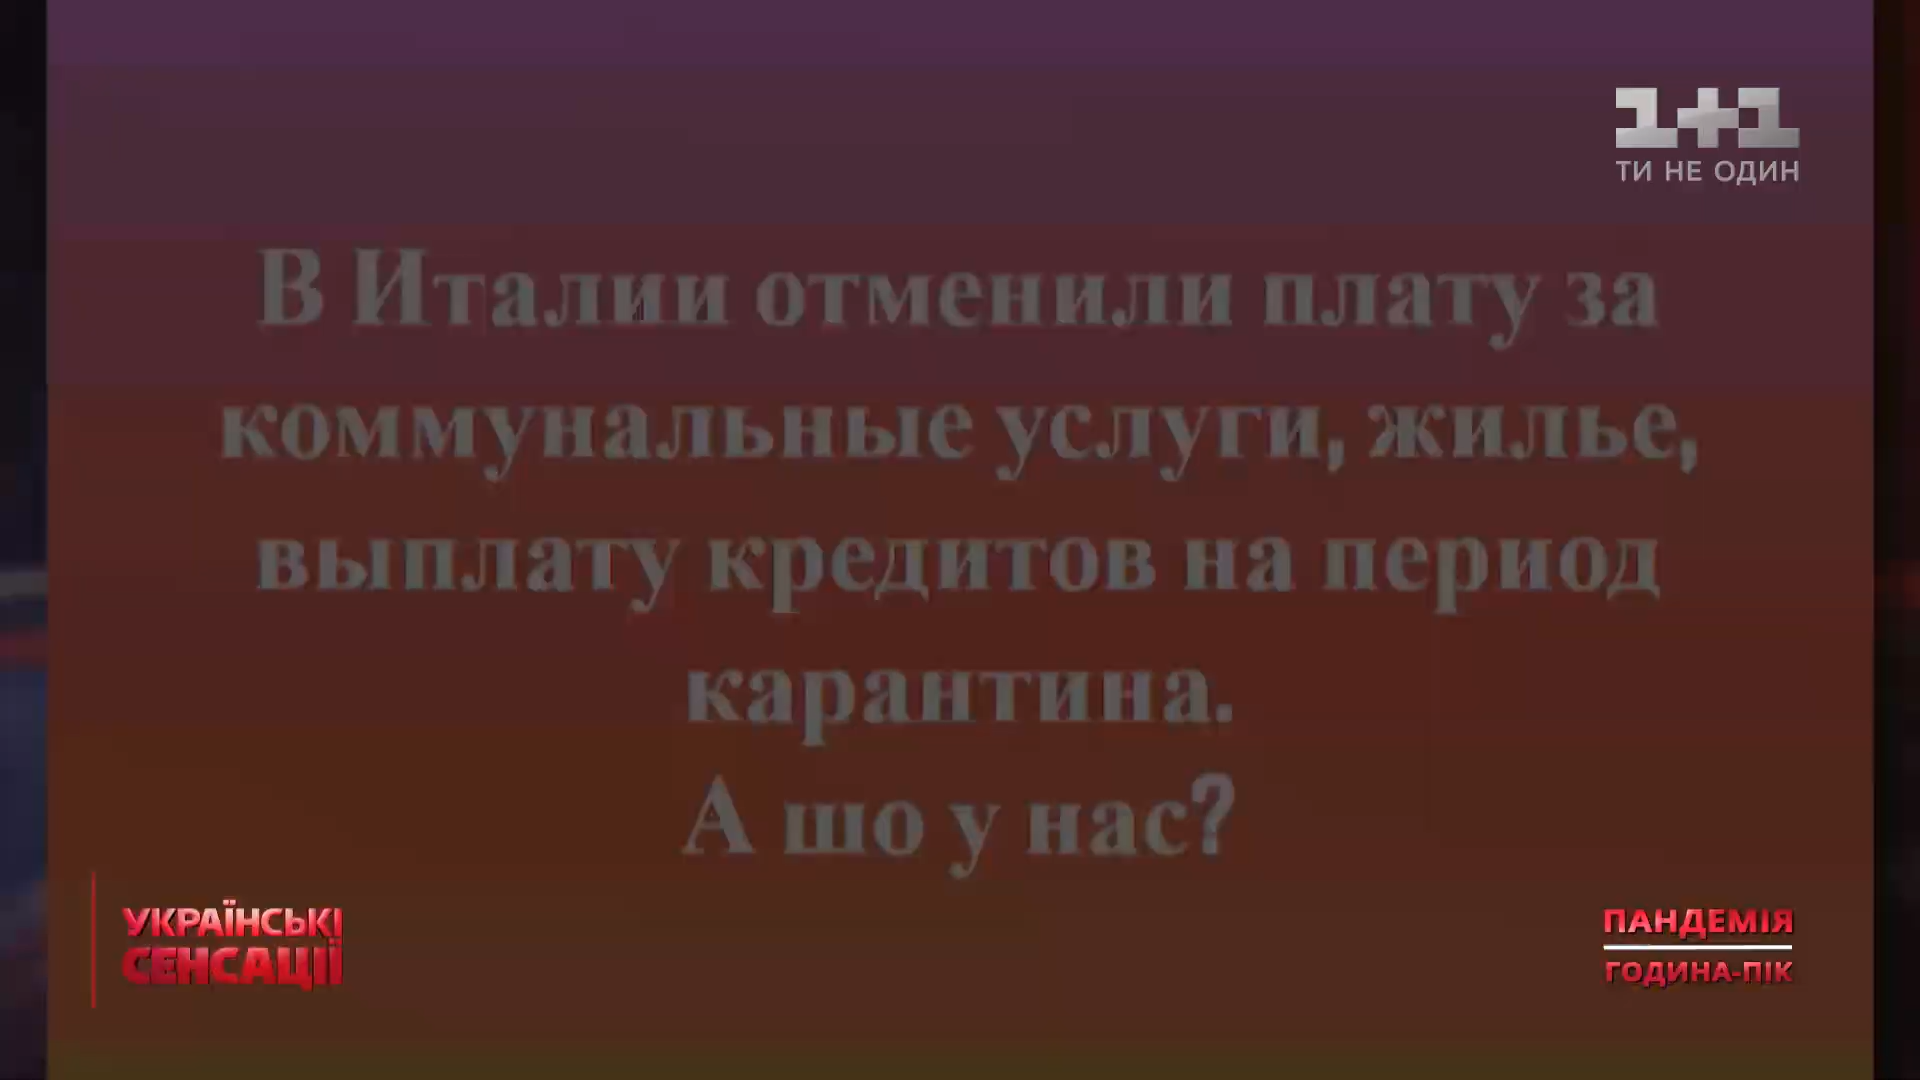 1+1
ТИ НЕ ОДИН
В Италии отменили плату за
коммунальные услуги, жилье,
выплату кредитов на период
карантина.
А шо у нас?
УКРАЇНСЬКІ
СЕНСАЦІЇ
ПАНДЕМІЯ
ГОДИНА-ПІК